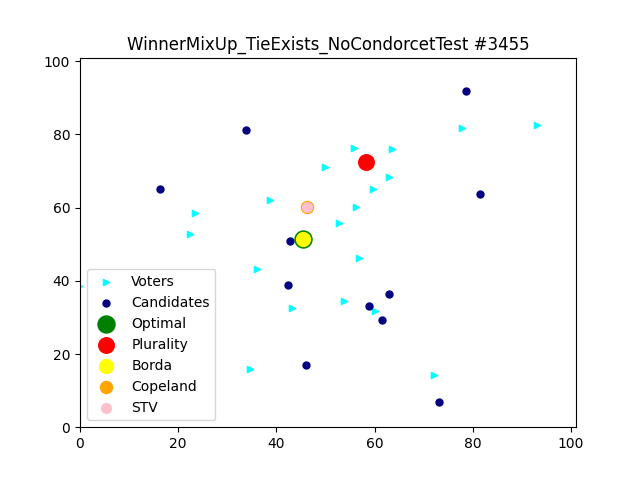 WinnerMixUp_TieExists_NoCondorcetTest #3455
100
80
60
40
20
0
0
20
40
60
80
100
Voters
Candidates
Optimal
Plurality
Borda
Copeland
STV